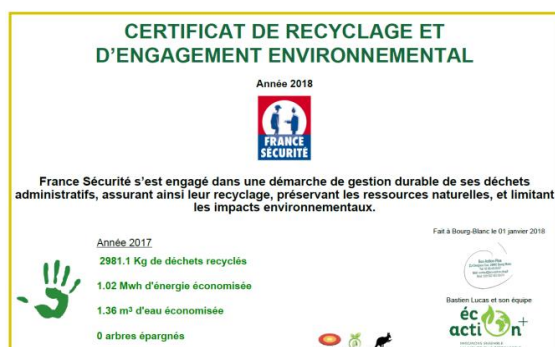 CERTIFICAT DE RECYCLAGE ET
D'ENGAGEMENT ENVIRONNEMENTAL
Année 2018
FRANCE
SÉCURITÉ
France Sécurité s'est engagé dans une démarche de gestion durable de ses déchets
administratifs, assurant ainsi leur recyclage, préservant les ressources naturelles, et limitant
les impacts environnementaux.
Fait à Bourg-Blanc le 01 janvier 2018
Année 2017
2981.1 Kg de déchets recyclés
1.02 Mwh d'énergie économisée
1.36 m³ d'eau économisée
0 arbres épargnés
Bastien Lucas et son équipe
éc
acti n+